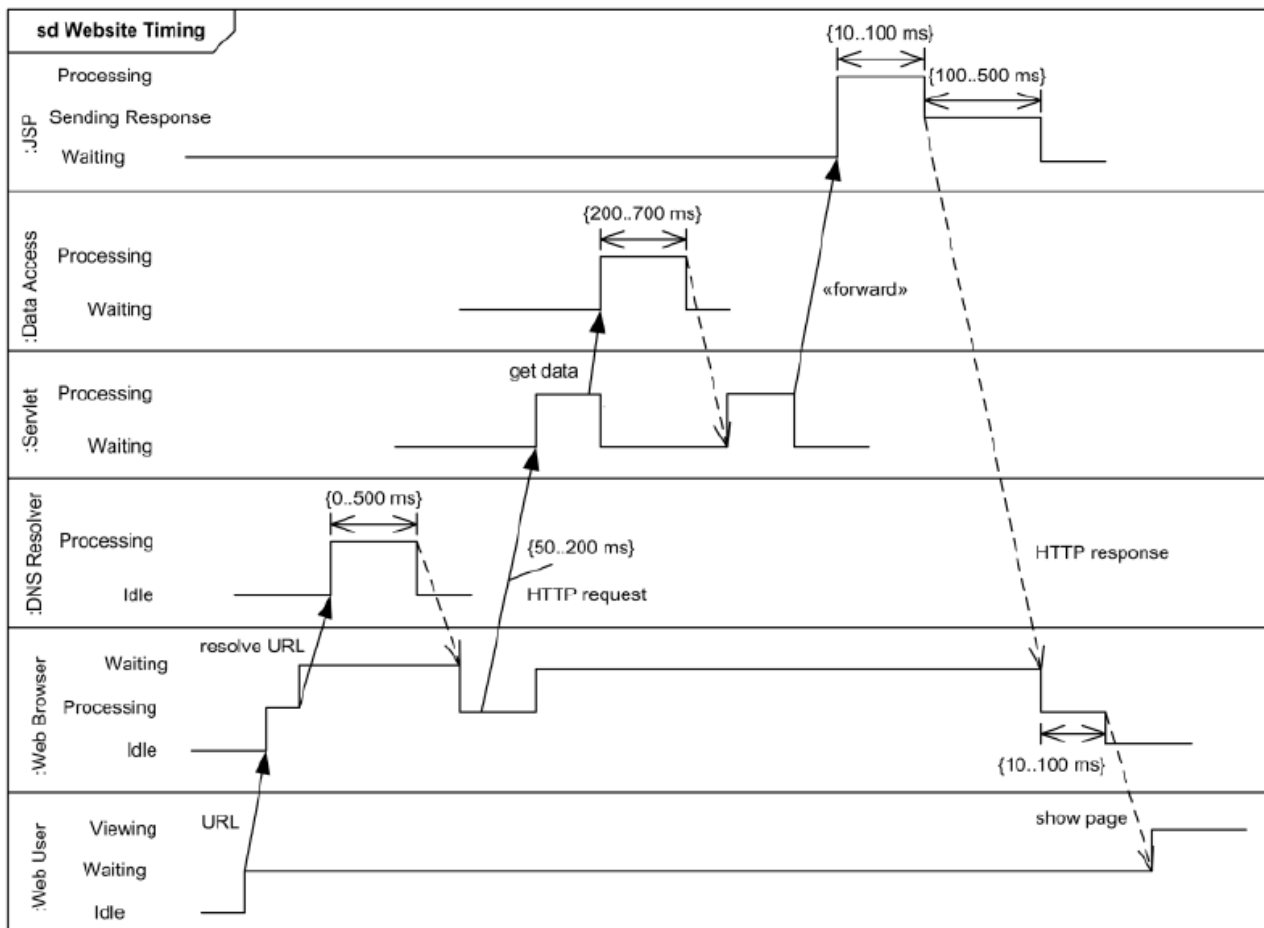 sd Website Timing
{10..100 ms}
{100..500 ms}
:JSP
Processing
Sending Response
Waiting
:Data Access
{200..700 ms}
Processing
Waiting
«forward»
:Servlet
get data
Processing
Waiting
:DNS Resolver
{0..500 ms}
Processing
{50..200 ms}
HTTP response
Idle
HTTP request
:Web Browser
resolve URL
Waiting
Processing
Idle
{10..100 ms}
:Web User
URL
show page
Viewing
Waiting
Idle